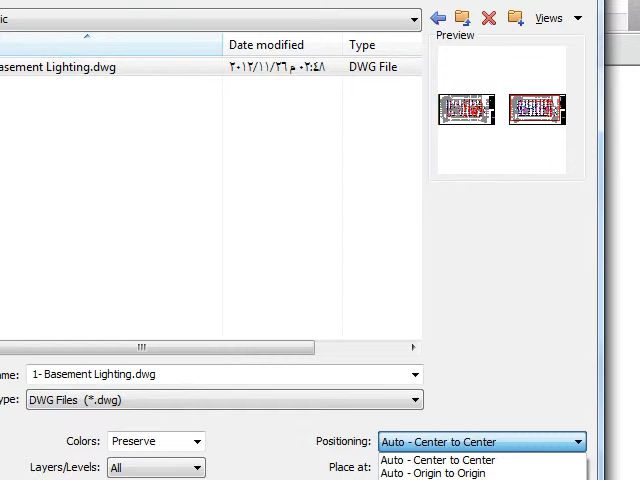 ic
Views
Preview
Date modified
Type
asement Lighting.dwg
٠٢:٤٨ م ٢٠١٢/١١/٢٦
DWG File
ame:
1- Basement Lighting.dwg
ype:
DWG Files (*.dwg)
Colors:
Preserve
Positioning:
Auto - Center to Center
Layers/Levels:
All
Place at:
Auto - Center to Center
Auto - Origin to Origin